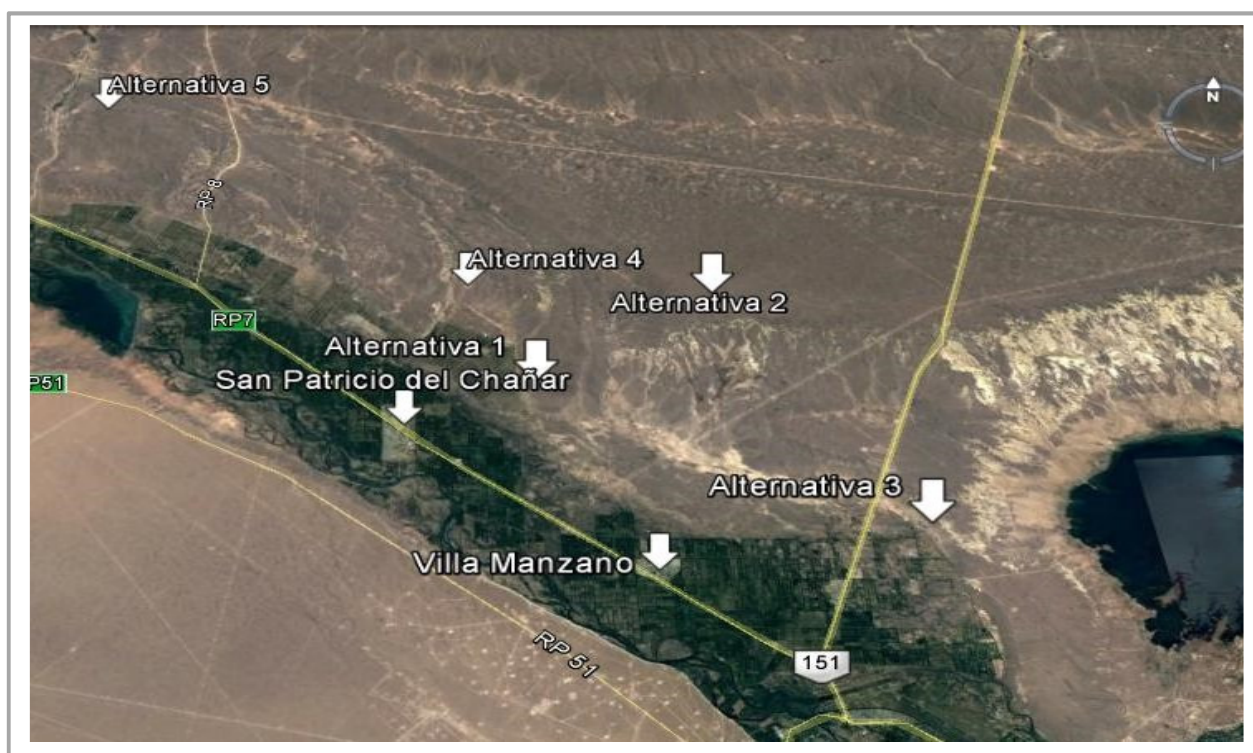 Alternativa 5
N
RP 8
Alternativa 4
Alternativa 2
RP7
Alternativa 1
San Patricio del Chañar
P51
Alternativa 3
Villa Manzano
RP 51
151